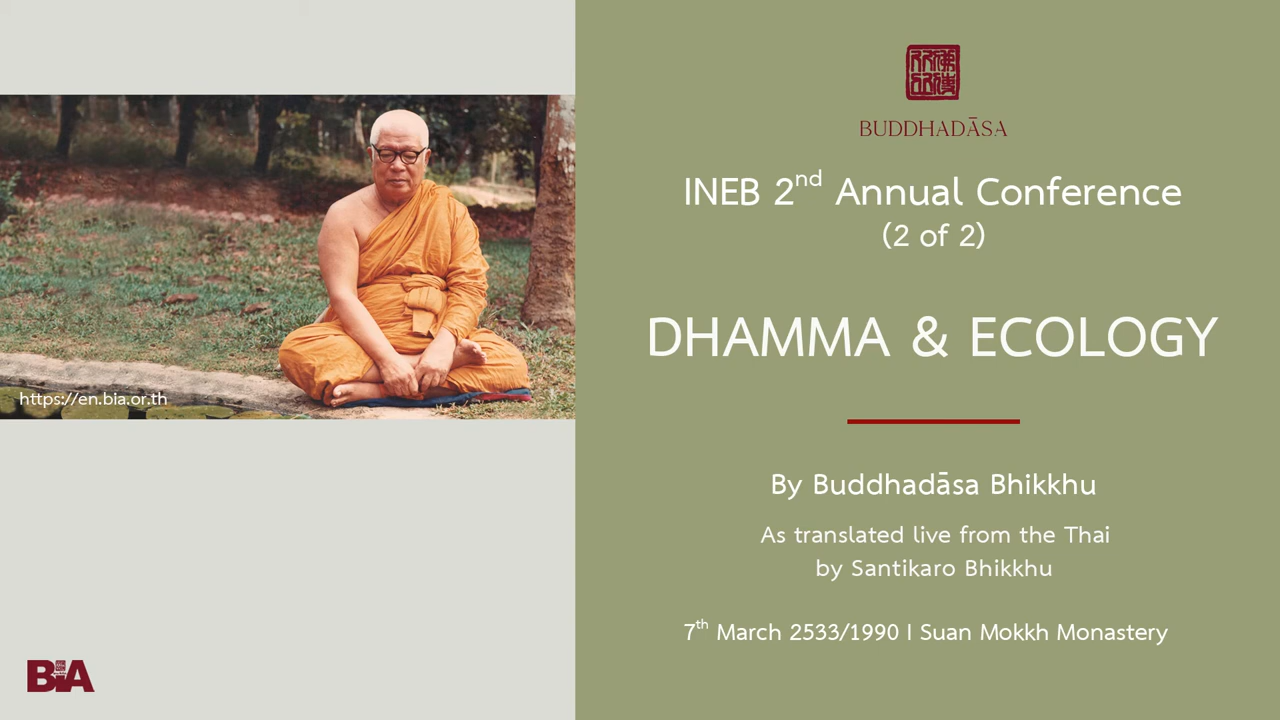 BUDDHADĀSA
INEB 2nd Annual Conference
(2 of 2)
DHAMMA & ECOLOGY
By Buddhadāsa Bhikkhu
As translated live from the Thai
by Santikaro Bhikkhu
7th March 2533/1990 | Suan Mokkh Monastery
https://en.bia.or.th
BIA